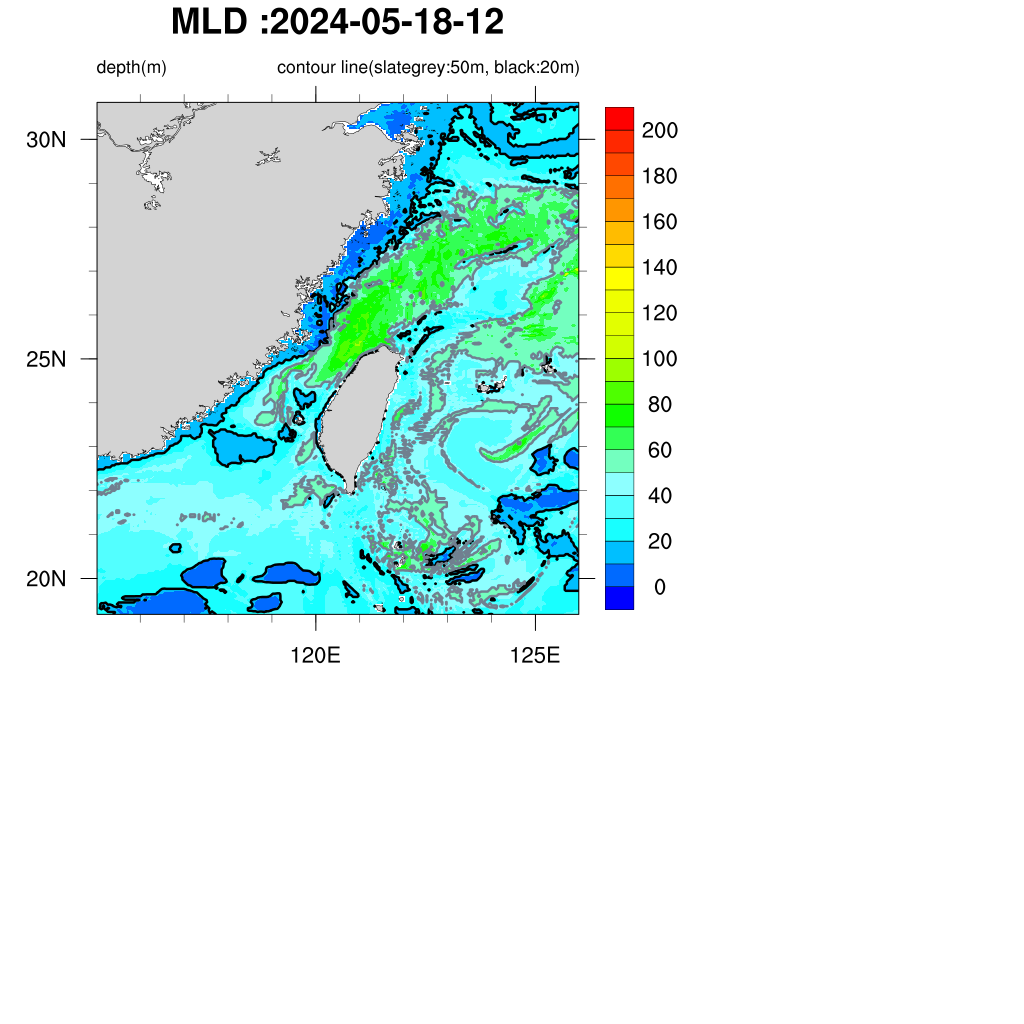 MLD :2024-05-18-12
depth(m)
contour line(slategrey:50m, black:20m)
30N
25N
20N
120E
125E
200
180
160
140
120
100
80
60
40
20
0